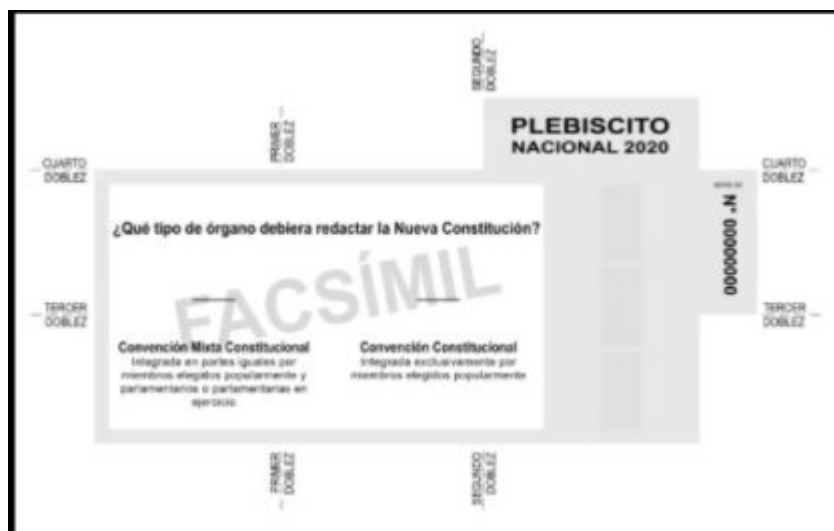 SEGUNDO
DOBLEZ
PRIMER
DOBLEZ
PLEBISCITO
NACIONAL 2020
CUARTO
DOBLEZ
CUARTO
DOBLEZ
N° 0000000
¿Qué tipo de órgano debiera redactar la Nueva Constitución?
FACSÍMIL
TERCER
DOBLEZ
TERCER
DOBLEZ
Convención Mixta Constitucional
Integrada en partes iguales por
miembros elegidos popularmente y
parlamentarios o parlamentarias en
ejercicio
Convención Constitucional
Integrada exclusivamente por
miembros elegidos popularmente
PRIMER
DOBLEZ
SEGUNDO
DOBLEZ